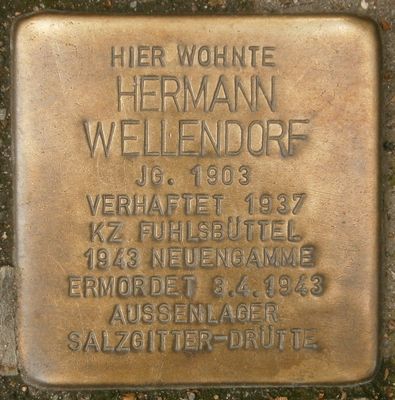 HIER WOHNTE
HERMANN
WELLENDORF
JG. 1903
VERHAFTET 1937
KZ FUHLSBÜTTEL
1943 NEUENGAMME
ERMORDET 3.4.1943
AUSSENLAGER
SALZGITTER-DRÜTTE